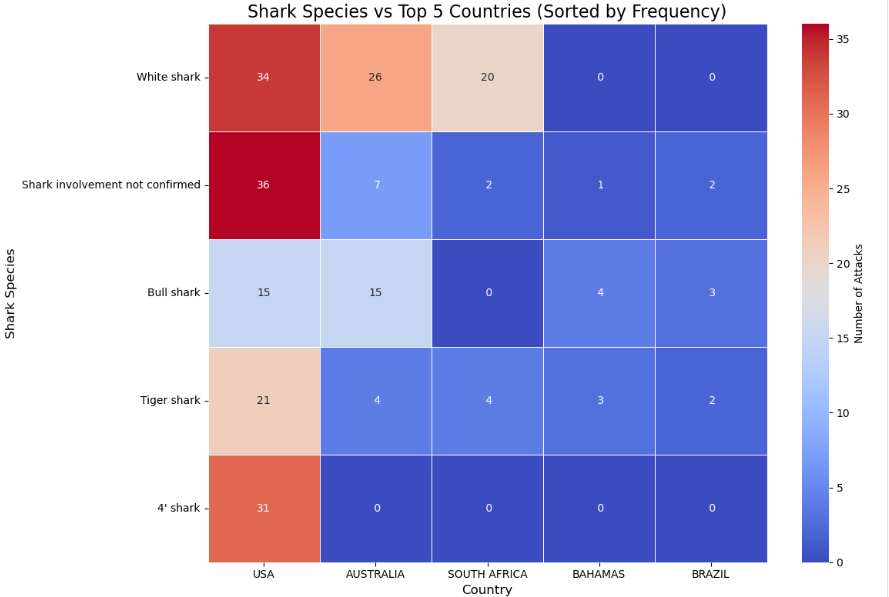 Shark Species vs Top 5 Countries (Sorted by Frequency)
White shark 34 26 20 0 0
Shark involvement not confirmed 36 7 2 1 2
Bull shark 15 15 0 4 3
Tiger shark 21 4 4 3 2
4' shark 31 0 0 0 0
USA AUSTRALIA SOUTH AFRICA BAHAMAS BRAZIL
Country
Shark Species
35
30
25
20
15
10
5
0
Number of Attacks